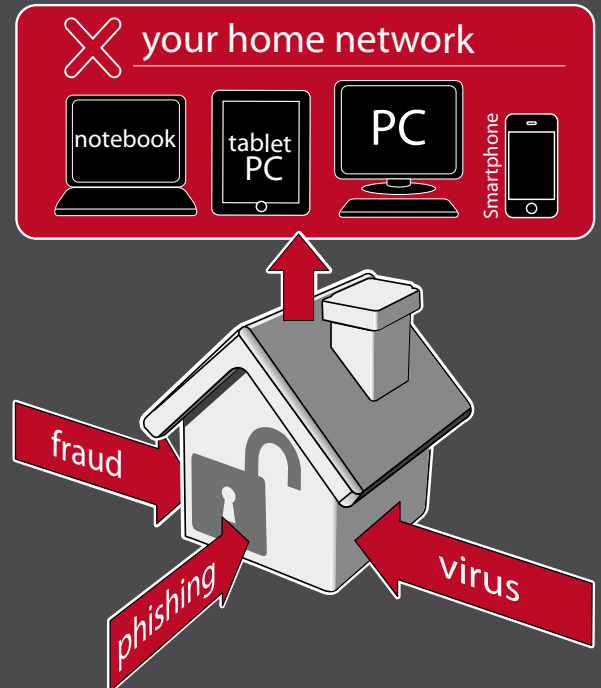 your home network
notebook
tablet
PC
PC
Smartphone
fraud
phishing
virus